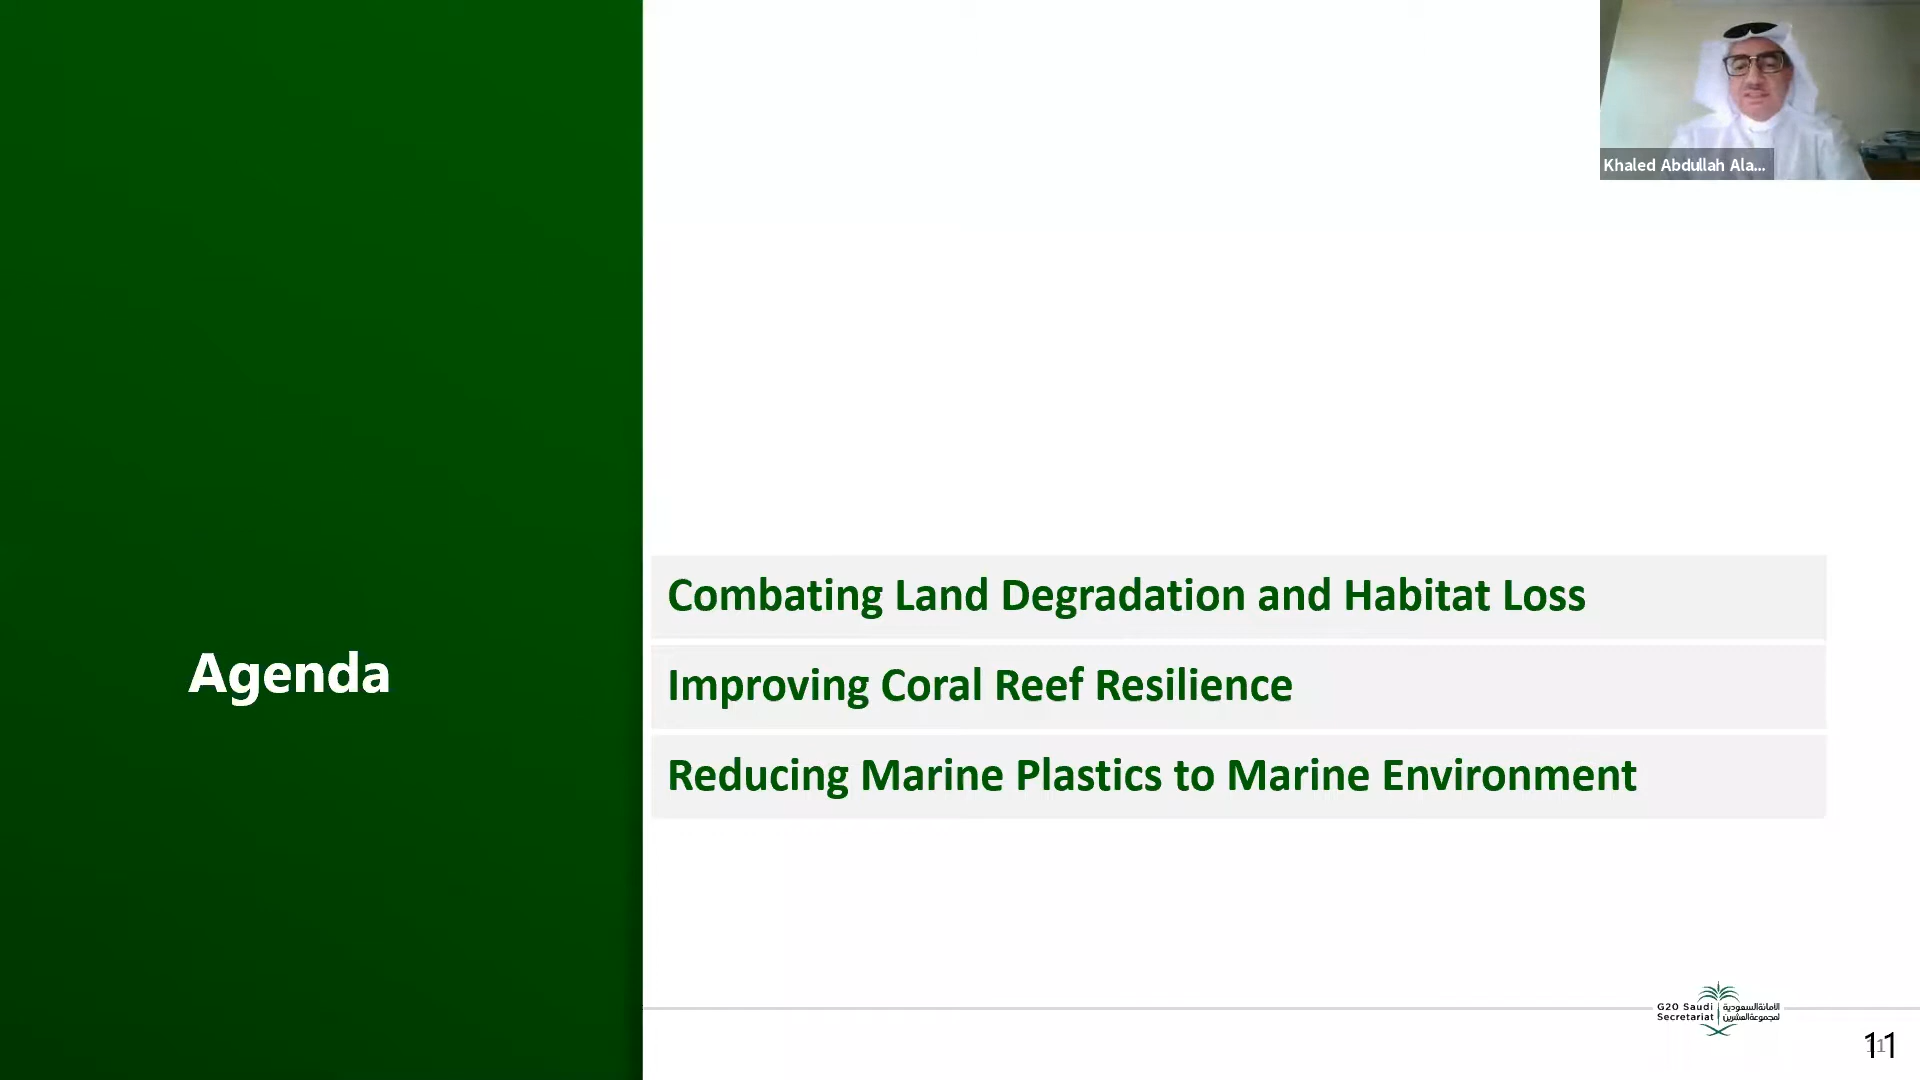 Khaled Abdullah Ala...
Agenda
Combating Land Degradation and Habitat Loss
Improving Coral Reef Resilience
Reducing Marine Plastics to Marine Environment
G20 Saudi
Secretariat
الأمانة السعودية
لمجموعة العشرين
11
11